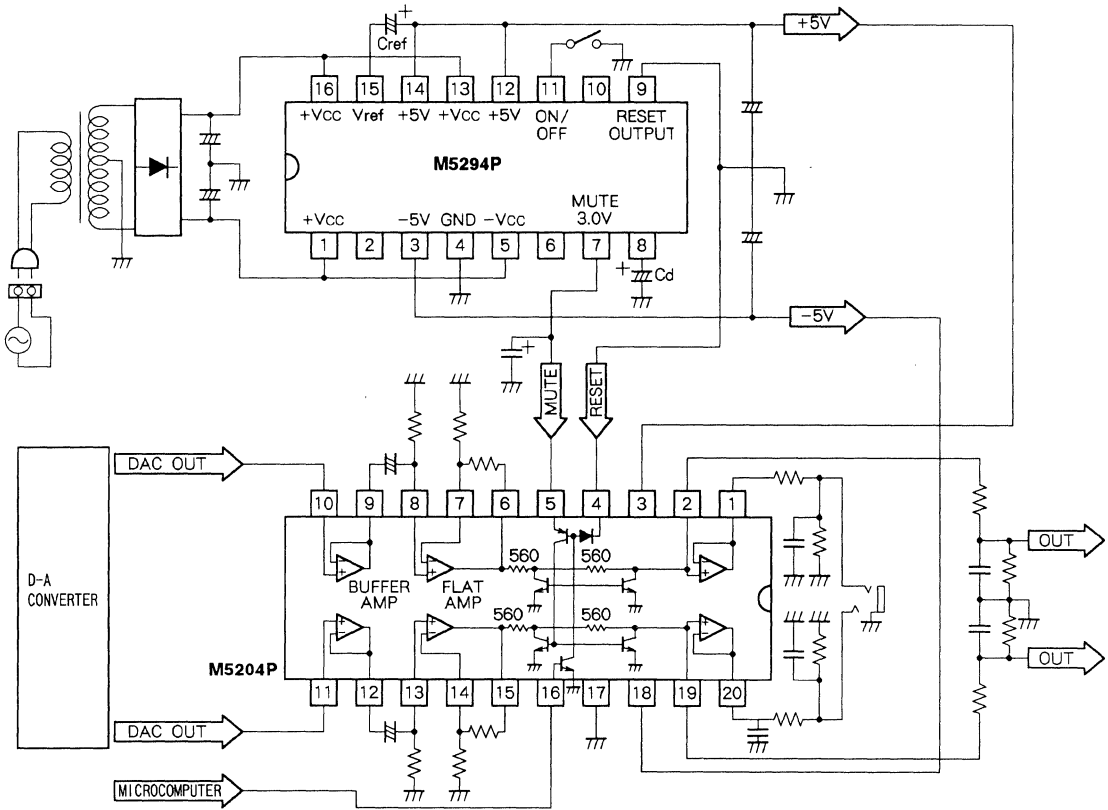 +
Cref
+5V
16 15 14 13 12 11 10 9
+VCC Vref +5V +VCC +5V ON/OFF RESET OUTPUT
M5294P
MUTE
+VCC -5V GND -VCC 3.0V
1 2 3 4 5 6 7 8
+ Cd
-5V
+
MUTE
RESET
DAC OUT
10 9 8 7 6 5 4 3 2 1
560 560
D-A
CONVERTER
BUFFER AMP
FLAT AMP
OUT
560 560
M5204P
OUT
11 12 13 14 15 16 17 18 19 20
DAC OUT
MICROCOMPUTER